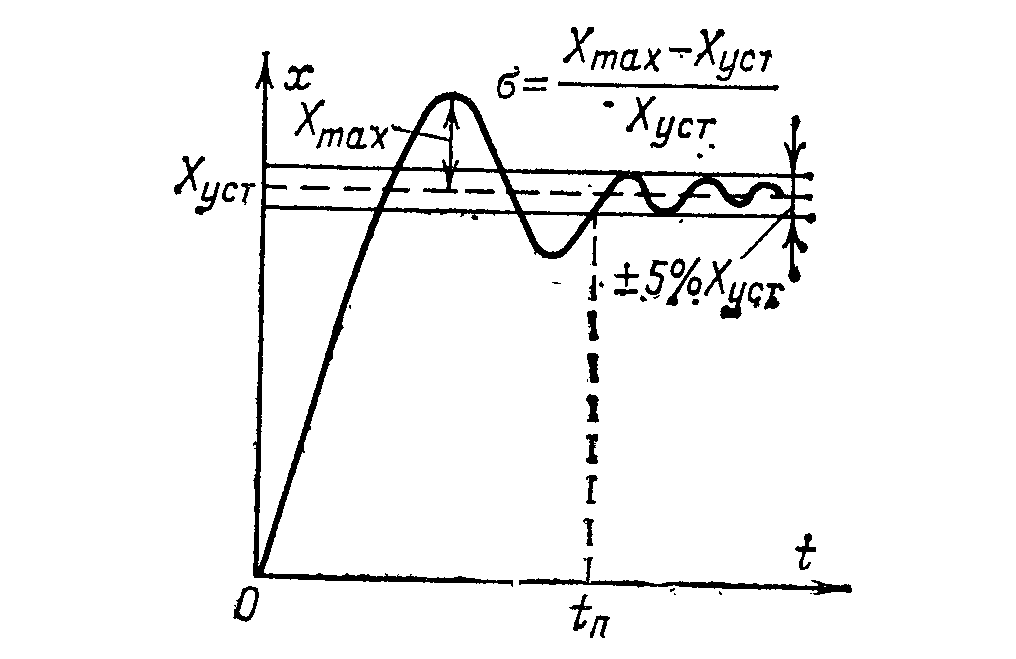 x
σ = (X_max − X_уст) / X_уст
X_max
X_уст
±5% X_уст
t
0
t_п